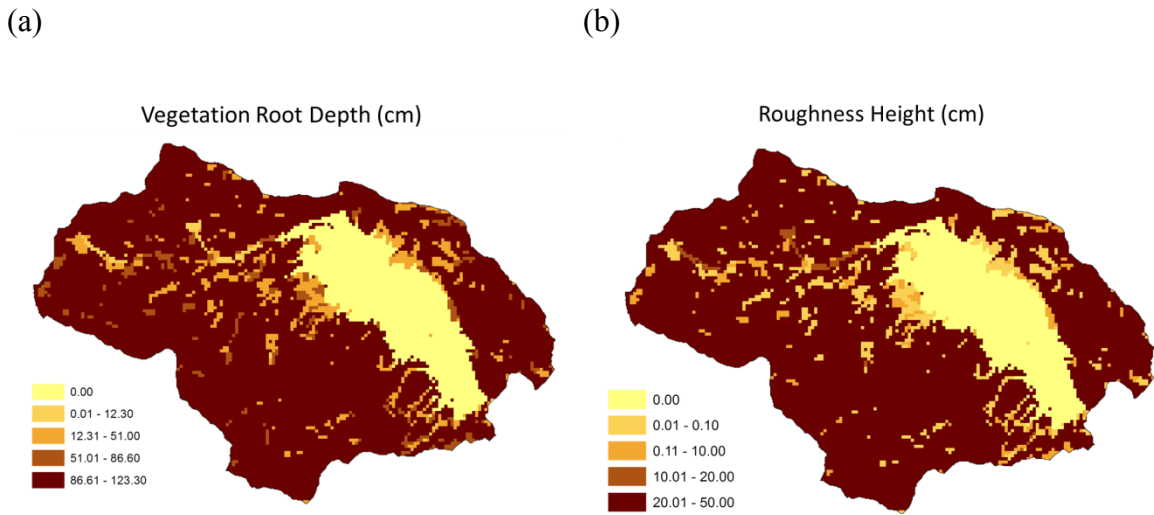 (a)
(b)
Vegetation Root Depth (cm)
0.00
0.01 - 12.30
12.31 - 51.00
51.01 - 86.60
86.61 - 123.30
Roughness Height (cm)
0.00
0.01 - 0.10
0.11 - 10.00
10.01 - 20.00
20.01 - 50.00